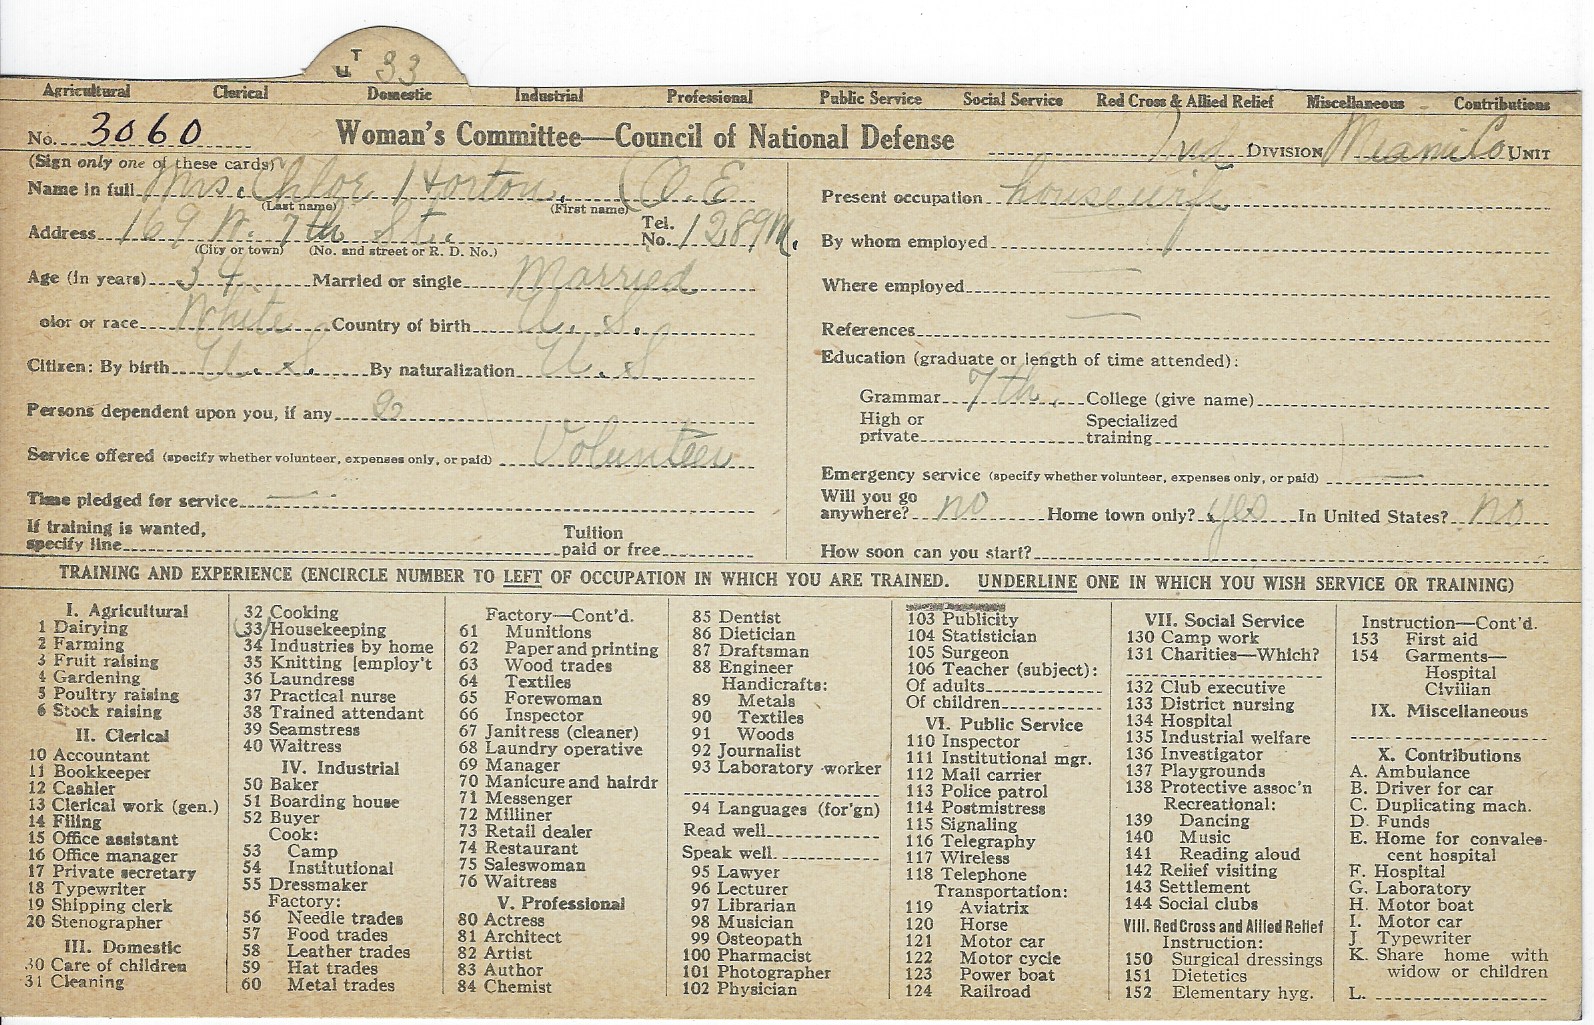 T
33
Agricultural Clerical Domestic Industrial Professional Public Service Social Service Red Cross & Allied Relief Miscellaneous Contributions
No. 3060 Woman's Committee—Council of National Defense Ind. DIVISION Miami Co UNIT
(Sign only one of these cards)
Name in full Mrs. Chloe Horton, (O. E
(Last name) (First name)
Address 169 W. 7th St. Tel. No. 1289M.
(City or town) (No. and street or R. D. No.)
Age (in years) 34 Married or single Married
olor or race White Country of birth U. S.
Citizen: By birth U. S. By naturalization U. S
Persons dependent upon you, if any
Service offered (specify whether volunteer, expenses only, or paid) Volunteer
Time pledged for service —
If training is wanted,
specify line Tuition paid or free
Present occupation housewife
By whom employed
Where employed —
References —
Education (graduate or length of time attended):
Grammar 7th. College (give name)
High or private Specialized training
Emergency service (specify whether volunteer, expenses only, or paid) —
Will you go anywhere? no Home town only? yes In United States? no
How soon can you start?
TRAINING AND EXPERIENCE (ENCIRCLE NUMBER TO LEFT OF OCCUPATION IN WHICH YOU ARE TRAINED. UNDERLINE ONE IN WHICH YOU WISH SERVICE OR TRAINING)
I. Agricultural
1 Dairying
2 Farming
3 Fruit raising
4 Gardening
5 Poultry raising
6 Stock raising
II. Clerical
10 Accountant
11 Bookkeeper
12 Cashier
13 Clerical work (gen.)
14 Filing
15 Office assistant
16 Office manager
17 Private secretary
18 Typewriter
19 Shipping clerk
20 Stenographer
III. Domestic
30 Care of children
31 Cleaning
32 Cooking
33 Housekeeping
34 Industries by home
35 Knitting [employ't
36 Laundress
37 Practical nurse
38 Trained attendant
39 Seamstress
40 Waitress
IV. Industrial
50 Baker
51 Boarding house
52 Buyer
Cook:
53 Camp
54 Institutional
55 Dressmaker
Factory:
56 Needle trades
57 Food trades
58 Leather trades
59 Hat trades
60 Metal trades
Factory—Cont'd.
61 Munitions
62 Paper and printing
63 Wood trades
64 Textiles
65 Forewoman
66 Inspector
67 Janitress (cleaner)
68 Laundry operative
69 Manager
70 Manicure and hairdr
71 Messenger
72 Milliner
73 Retail dealer
74 Restaurant
75 Saleswoman
76 Waitress
V. Professional
80 Actress
81 Architect
82 Artist
83 Author
84 Chemist
85 Dentist
86 Dietician
87 Draftsman
88 Engineer
Handicrafts:
89 Metals
90 Textiles
91 Woods
92 Journalist
93 Laboratory worker
94 Languages (for'gn)
Read well
Speak well
95 Lawyer
96 Lecturer
97 Librarian
98 Musician
99 Osteopath
100 Pharmacist
101 Photographer
102 Physician
103 Publicity
104 Statistician
105 Surgeon
106 Teacher (subject):
Of adults
Of children
VI. Public Service
110 Inspector
111 Institutional mgr.
112 Mail carrier
113 Police patrol
114 Postmistress
115 Signaling
116 Telegraphy
117 Wireless
118 Telephone
Transportation:
119 Aviatrix
120 Horse
121 Motor car
122 Motor cycle
123 Power boat
124 Railroad
VII. Social Service
130 Camp work
131 Charities—Which?
132 Club executive
133 District nursing
134 Hospital
135 Industrial welfare
136 Investigator
137 Playgrounds
138 Protective assoc'n
Recreational:
139 Dancing
140 Music
141 Reading aloud
142 Relief visiting
143 Settlement
144 Social clubs
VIII. Red Cross and Allied Relief
Instruction:
150 Surgical dressings
151 Dietetics
152 Elementary hyg.
Instruction—Cont'd.
153 First aid
154 Garments—
Hospital
Civilian
IX. Miscellaneous
X. Contributions
A. Ambulance
B. Driver for car
C. Duplicating mach.
D. Funds
E. Home for convales-
cent hospital
F. Hospital
G. Laboratory
H. Motor boat
I. Motor car
J Typewriter
K. Share home with
widow or children
L.